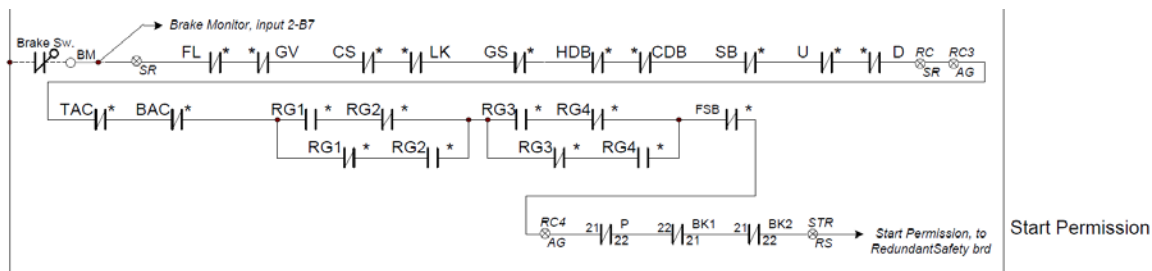 Brake Monitor, Input 2-B7
Brake Sw. BM SR FL * * GV CS * * LK GS * HDB * * CDB SB * U * * D RC SR RC3 AG
TAC * BAC * RG1 * RG2 * RG3 * RG4 * FSB *
RG1 * RG2 * RG3 * RG4 *
RC4 AG 21 P 22 22 BK1 21 21 BK2 22 STR RS
Start Permission, to
RedundantSafety brd
Start Permission